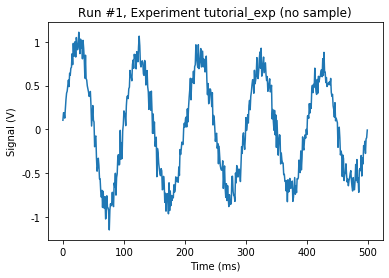 Run #1, Experiment tutorial_exp (no sample)
Signal (V)
1
0.5
0
-0.5
-1
0 100 200 300 400 500
Time (ms)